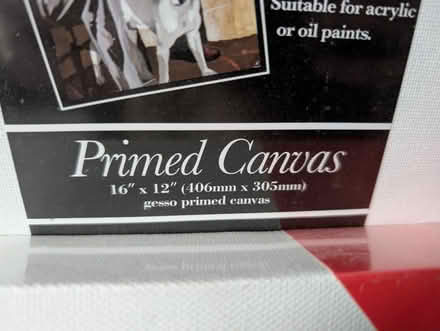 Suitable for acrylic
or oil paints.
Primed Canvas
16" x 12" (406mm x 305mm)
gesso primed canvas